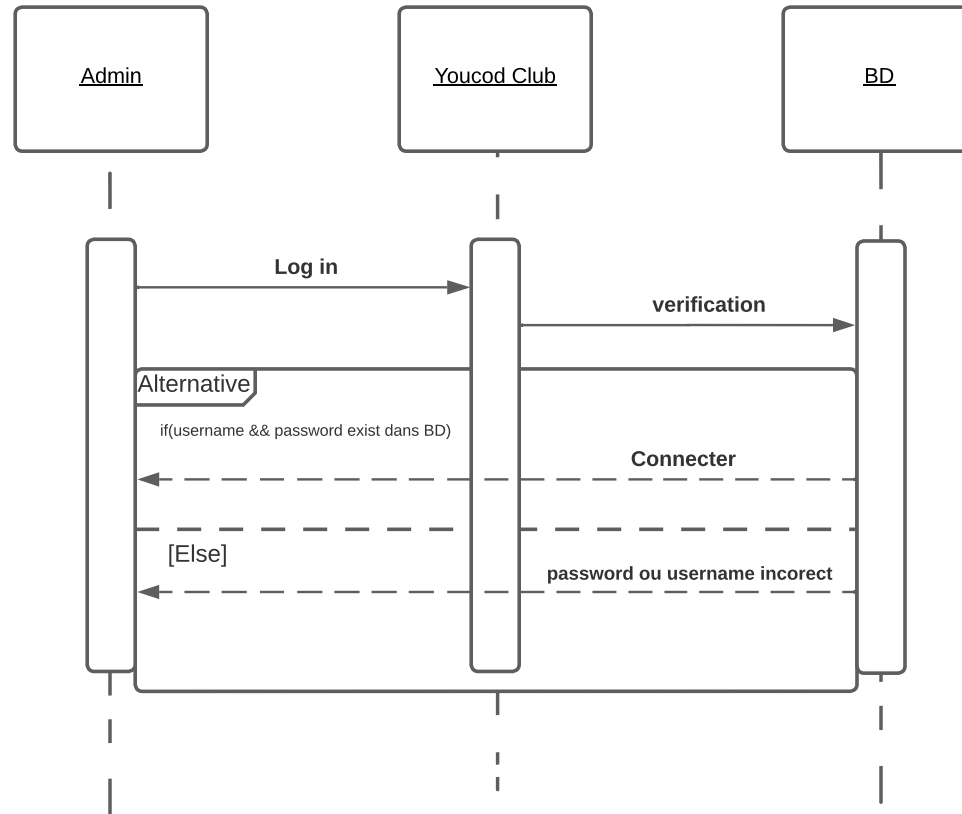 Admin
Youcod Club
BD
Log in
verification
Alternative
if(username && password exist dans BD)
Connecter
[Else]
password ou username incorect